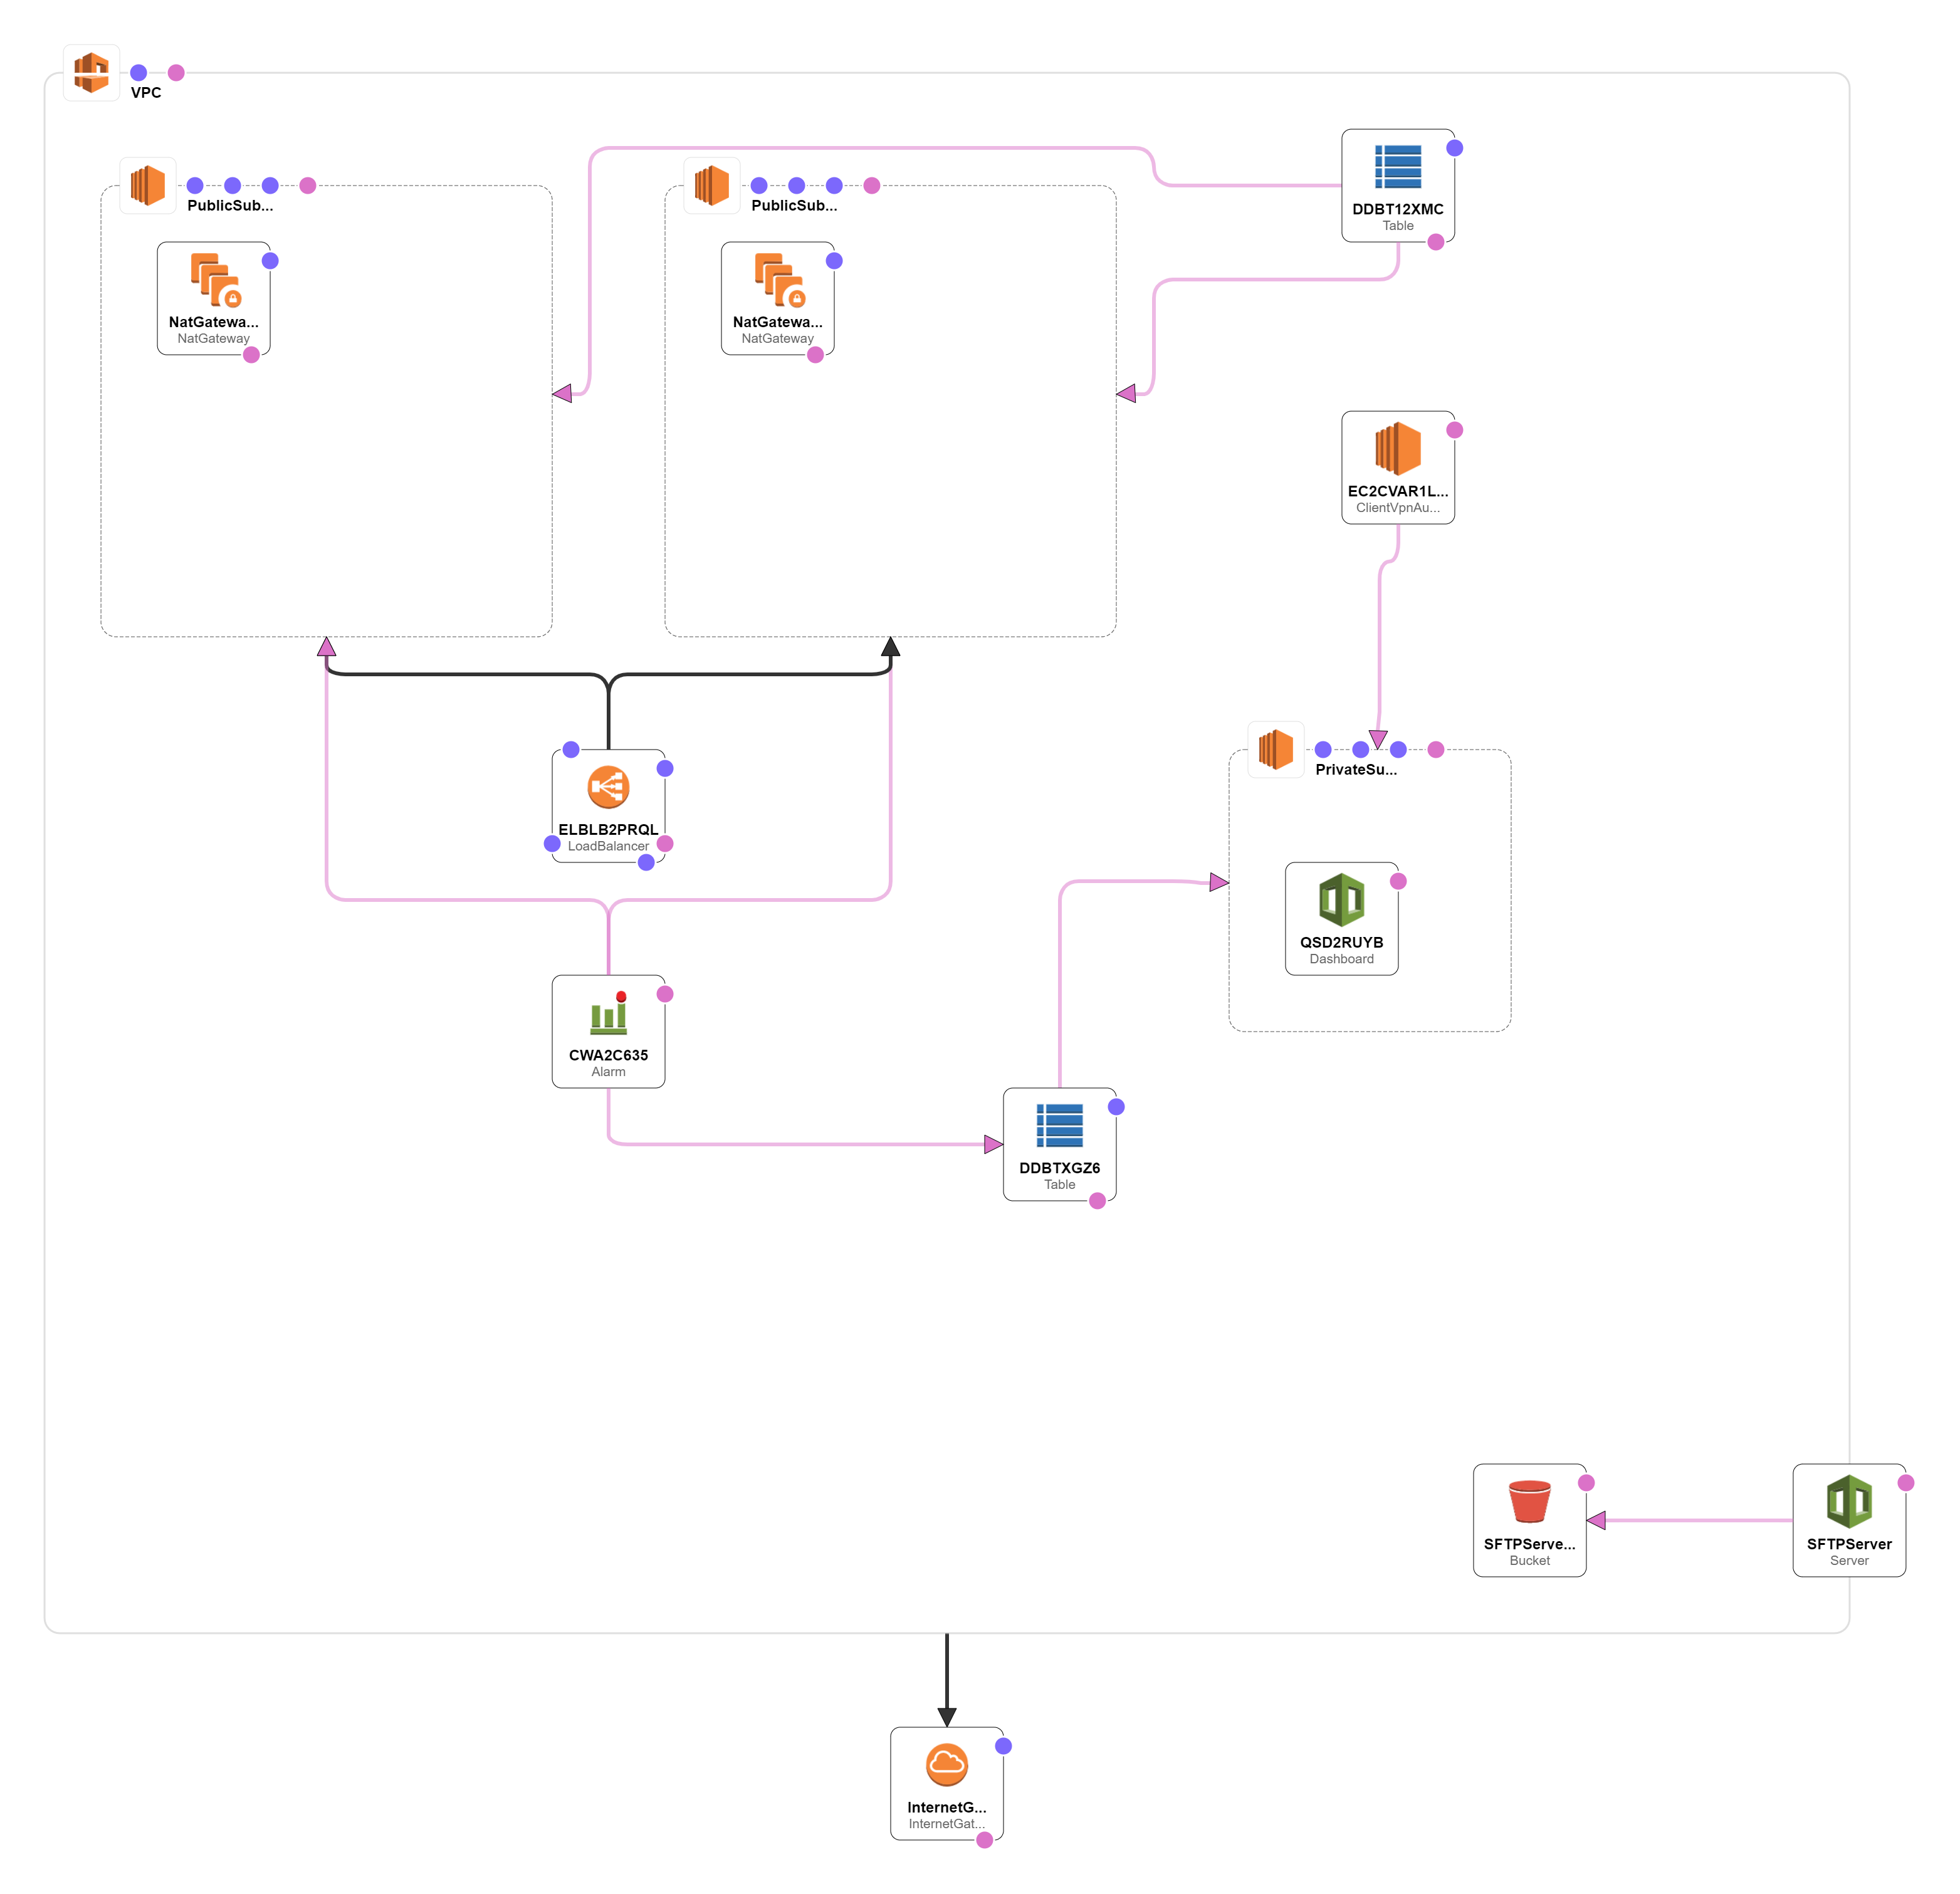 VPC
PublicSub...
PublicSub...
DDBT12XMC
Table
NatGatewa...
NatGateway
NatGatewa...
NatGateway
EC2CVAR1L...
ClientVpnAu...
PrivateSu...
ELBLB2PRQL
LoadBalancer
QSD2RUYB
Dashboard
CWA2C635
Alarm
DDBTXGZ6
Table
SFTPServe...
Bucket
SFTPServer
Server
InternetG...
InternetGat...